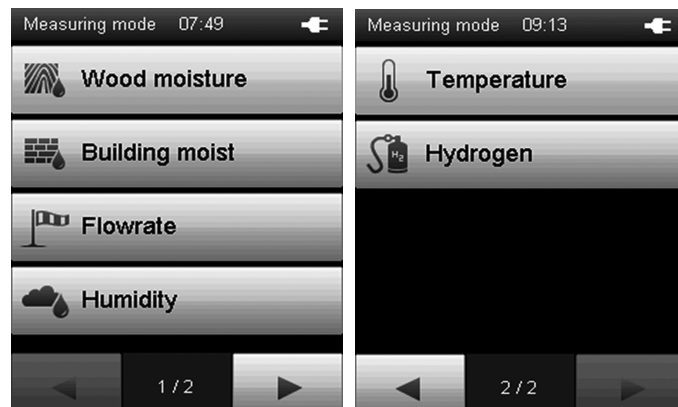 Measuring mode 07:49
Wood moisture
Building moist
Flowrate
Humidity
1/2
Measuring mode 09:13
Temperature
H2
Hydrogen
2/2